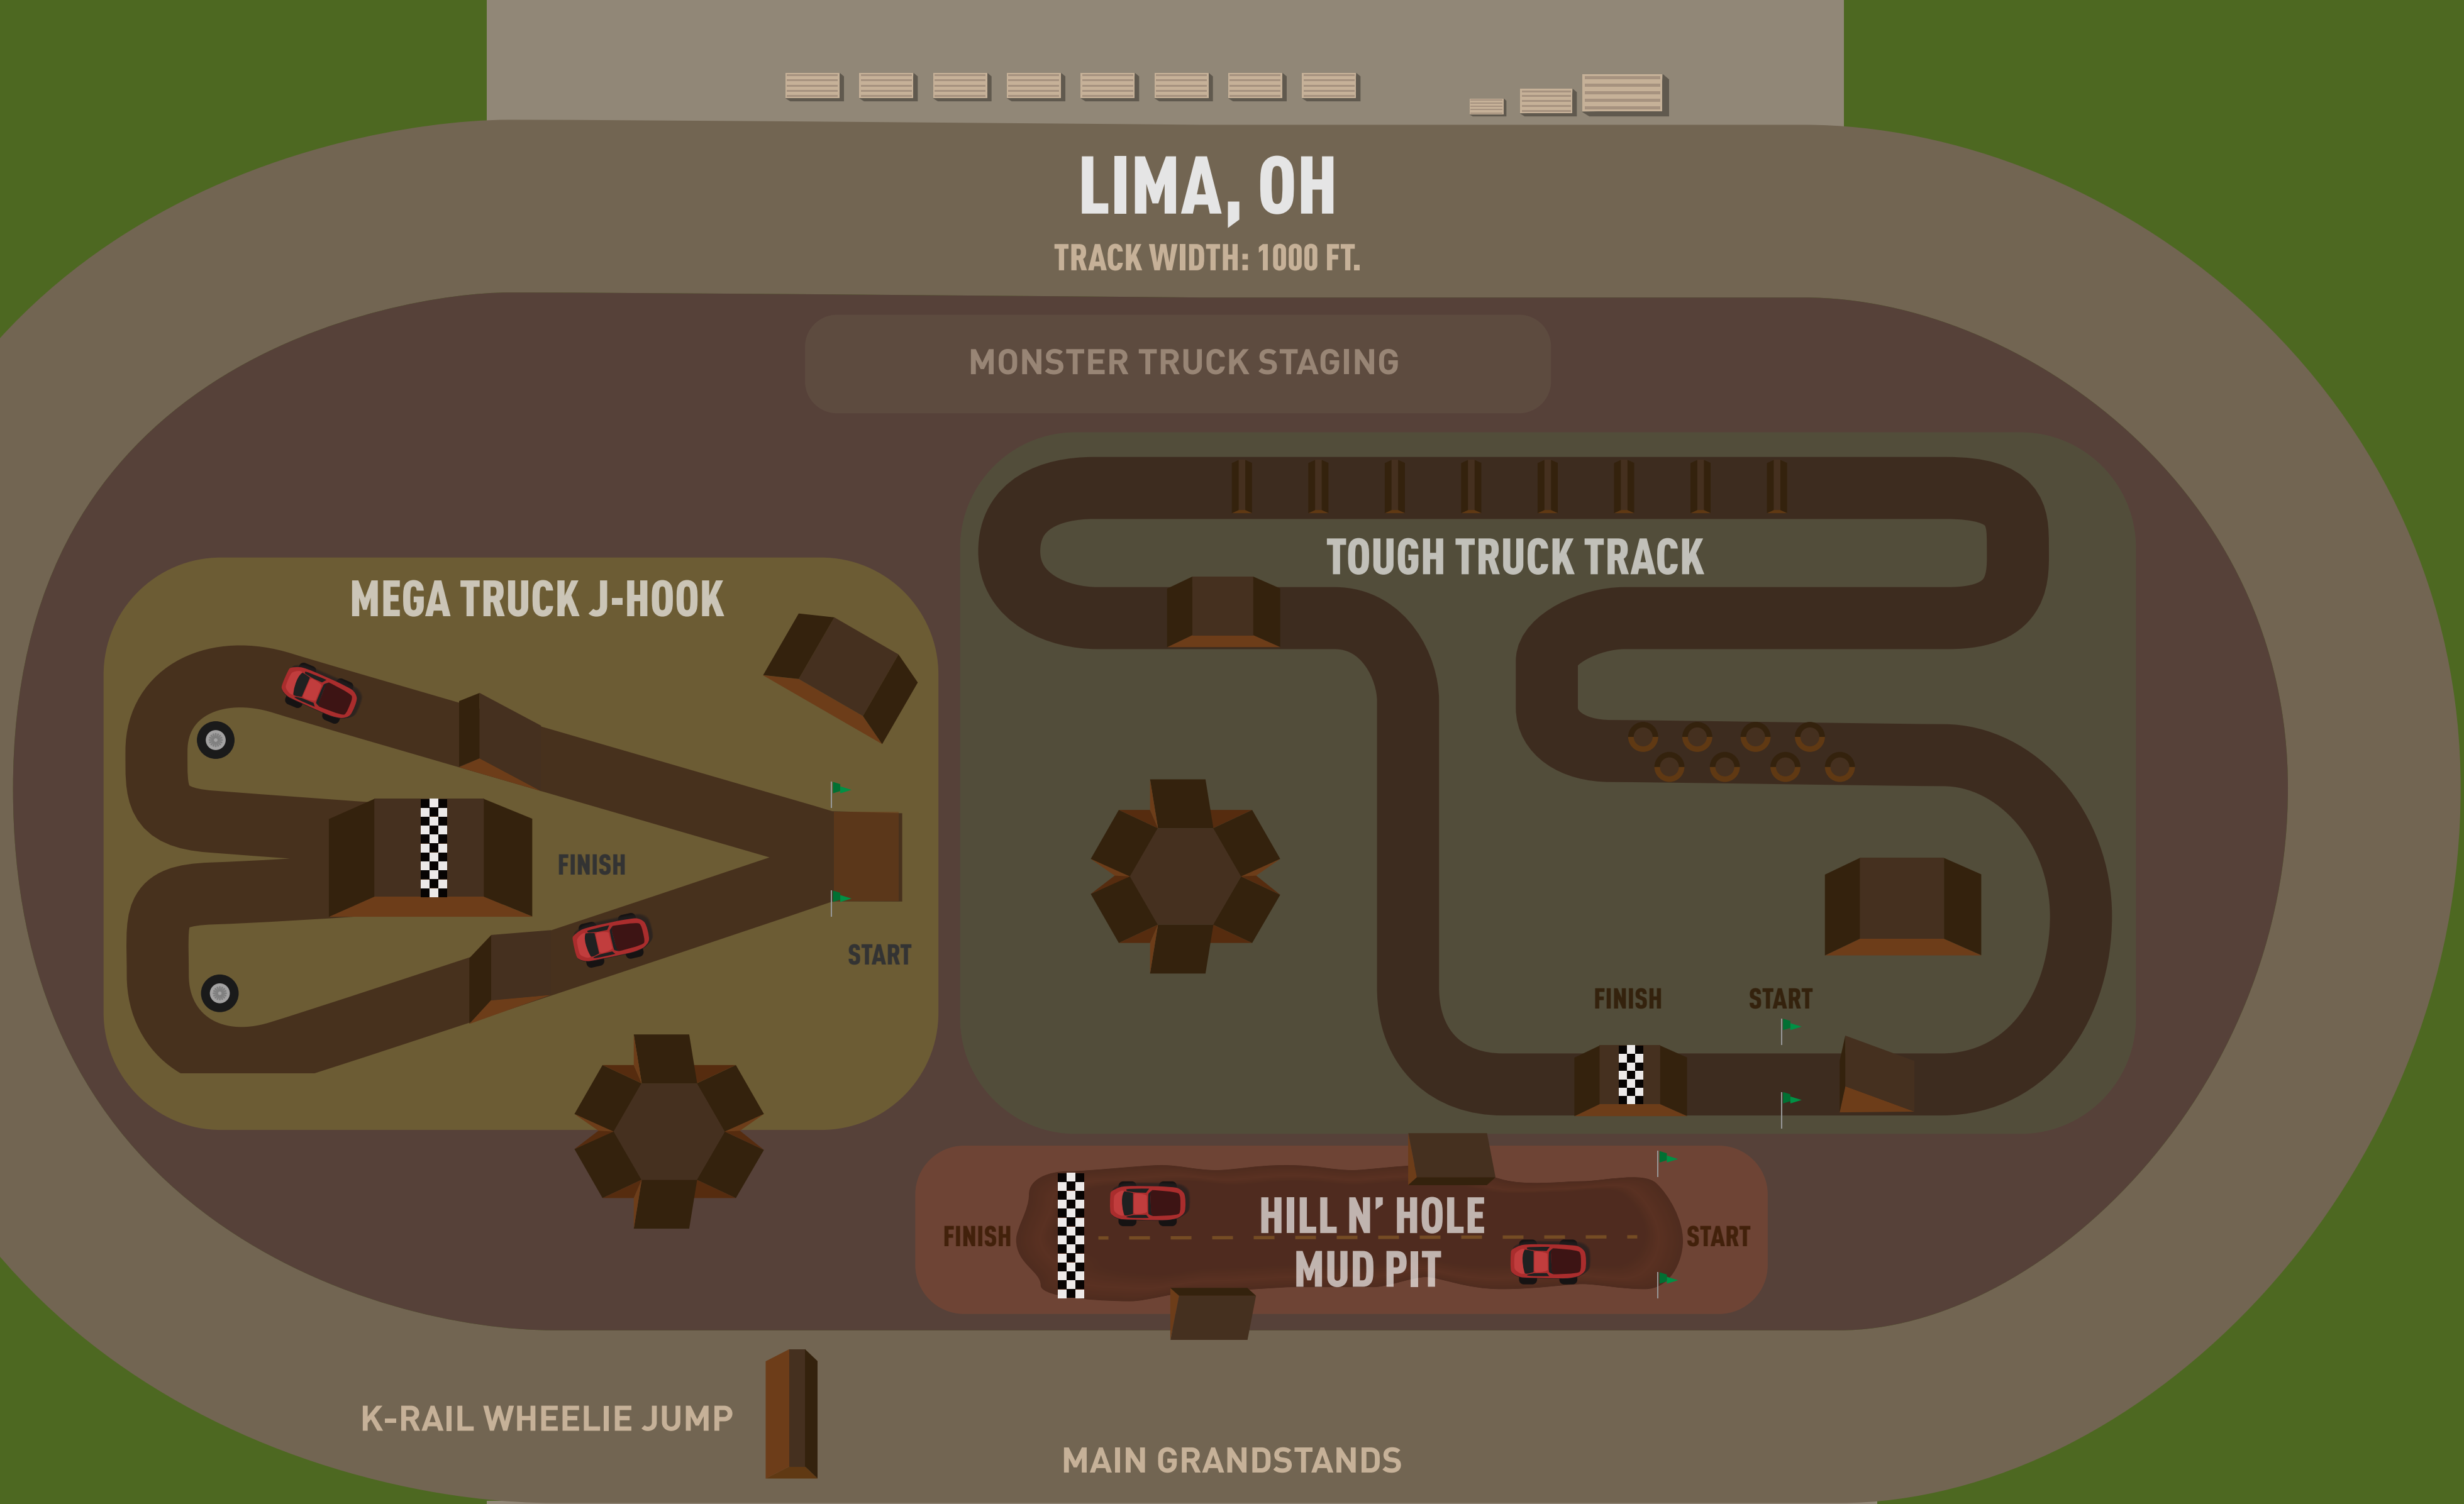 LIMA, OH
TRACK WIDTH: 1000 FT.
MONSTER TRUCK STAGING
TOUGH TRUCK TRACK
MEGA TRUCK J-HOOK
FINISH
START
FINISH
START
HILL N' HOLE
MUD PIT
FINISH
START
K-RAIL WHEELIE JUMP
MAIN GRANDSTANDS